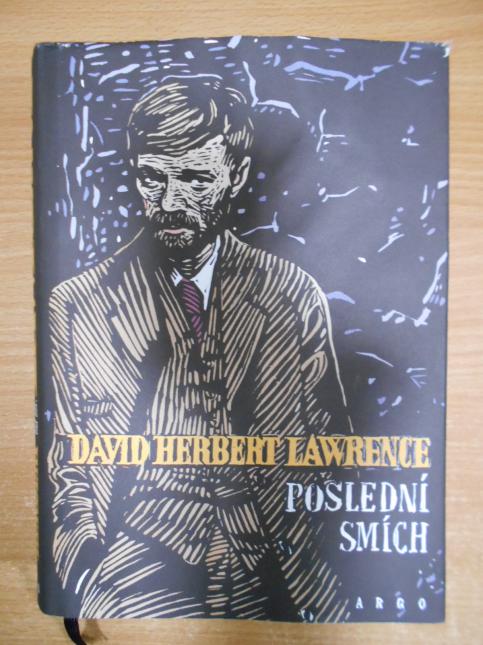 DAVID HERBERT LAWRENCE
POSLEDNÍ
SMÍCH
ARGO